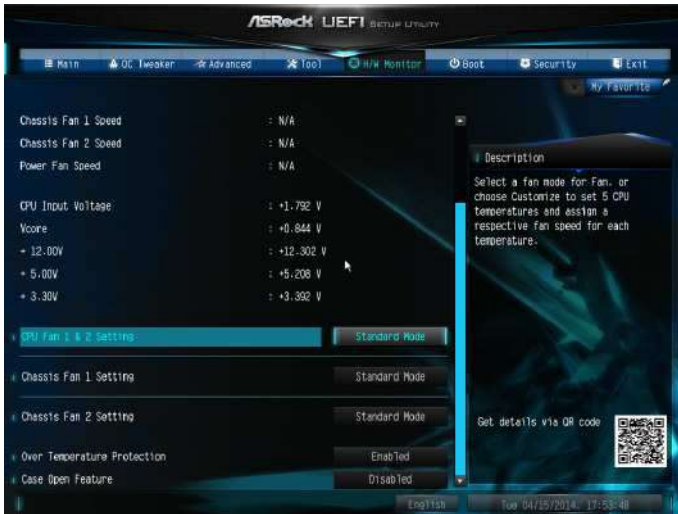 ASRock UEFI SETUP UTILITY
Main OC Tweaker Advanced Tool H/W Monitor Boot Security Exit
My Favorite
Chassis Fan 1 Speed : N/A
Chassis Fan 2 Speed : N/A
Power Fan Speed : N/A
CPU Input Voltage : +1.792 V
Vcore : +0.844 V
+ 12.00V : +12.302 V
+ 5.00V : +5.208 V
+ 3.30V : +3.392 V
CPU Fan 1 & 2 Setting Standard Mode
Chassis Fan 1 Setting Standard Mode
Chassis Fan 2 Setting Standard Mode
Over Temperature Protection Enabled
Case Open Feature Disabled
Description
Select a fan mode for Fan, or
choose Customize to set 5 CPU
temperatures and assign a
respective fan speed for each
temperature.
Get details via QR code
English Tue 04/15/2014, 17:53:48